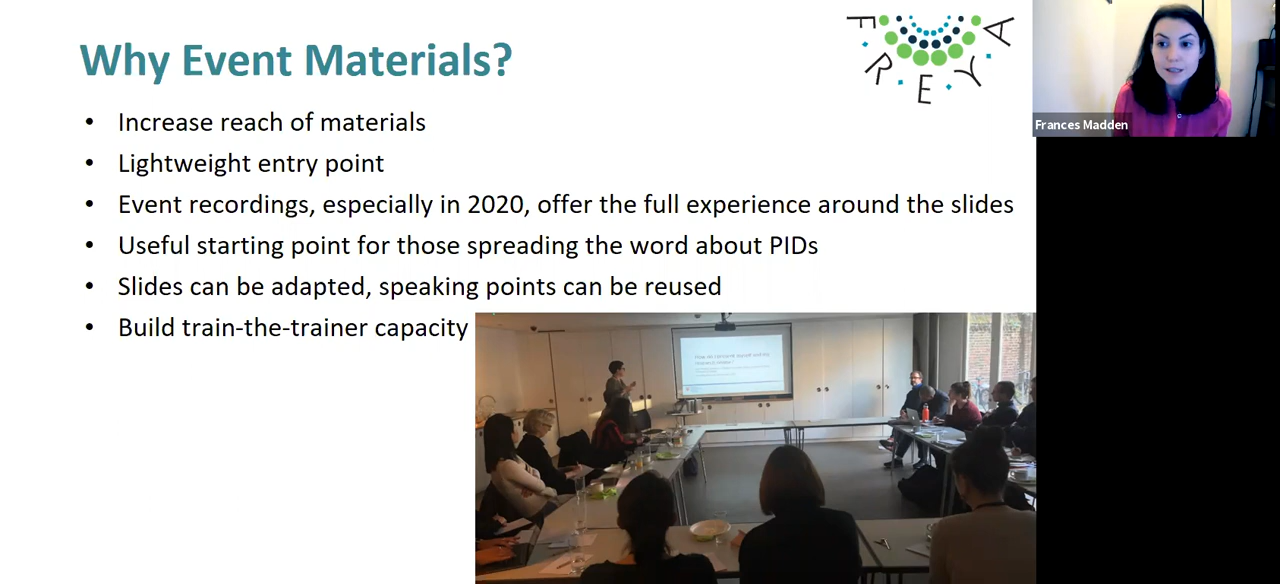 Why Event Materials?
FREYA
Frances Madden
• Increase reach of materials
• Lightweight entry point
• Event recordings, especially in 2020, offer the full experience around the slides
• Useful starting point for those spreading the word about PIDs
• Slides can be adapted, speaking points can be reused
• Build train-the-trainer capacity